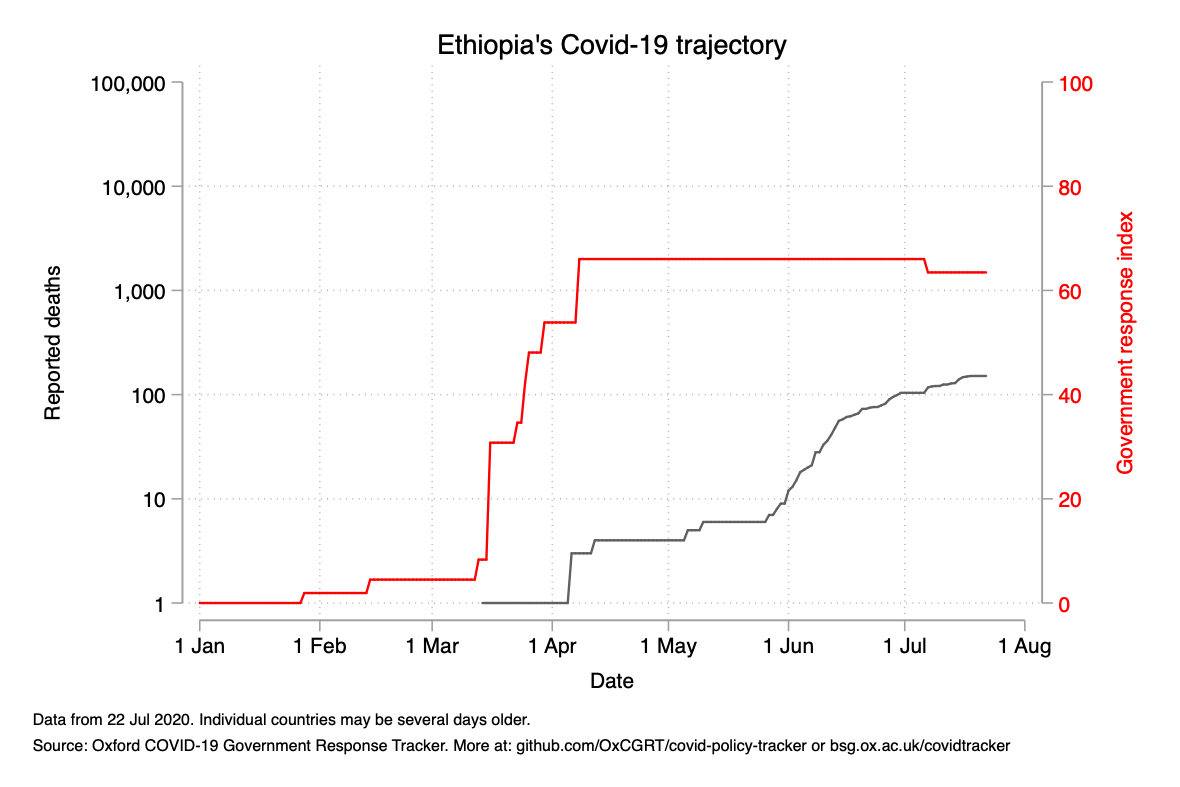 Ethiopia's Covid-19 trajectory
100,000
10,000
1,000
100
10
1
Reported deaths
100
80
60
40
20
0
Government response index
1 Jan 1 Feb 1 Mar 1 Apr 1 May 1 Jun 1 Jul 1 Aug
Date
Data from 22 Jul 2020. Individual countries may be several days older.
Source: Oxford COVID-19 Government Response Tracker. More at: github.com/OxCGRT/covid-policy-tracker or bsg.ox.ac.uk/covidtracker